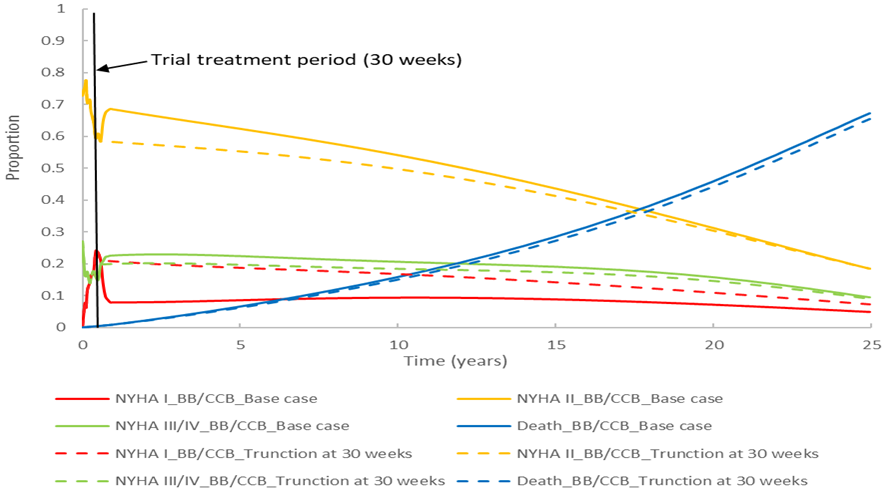 1
0.9
Trial treatment period (30 weeks)
0.8
0.7
0.6
0.5
0.4
0.3
0.2
0.1
0
Proportion
0 5 10 15 20 25
Time (years)
NYHA I_BB/CCB_Base case NYHA II_BB/CCB_Base case
NYHA III/IV_BB/CCB_Base case Death_BB/CCB_Base case
NYHA I_BB/CCB_Trunction at 30 weeks NYHA II_BB/CCB_Trunction at 30 weeks
NYHA III/IV_BB/CCB_Trunction at 30 weeks Death_BB/CCB_Trunction at 30 weeks